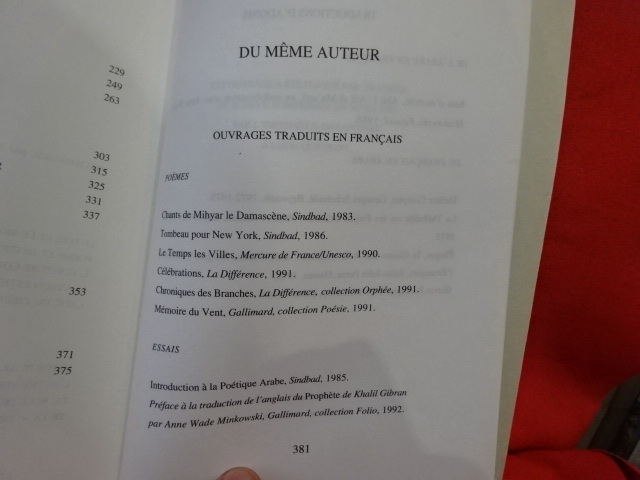 229
249
263
303
315
325
331
337
353
371
375
DU MÊME AUTEUR
OUVRAGES TRADUITS EN FRANÇAIS
POÈMES
Chants de Mihyar le Damascène, Sindbad, 1983.
Tombeau pour New York, Sindbad, 1986.
Le Temps les Villes, Mercure de France/Unesco, 1990.
Célébrations, La Différence, 1991.
Chroniques des Branches, La Différence, collection Orphée, 1991.
Mémoire du Vent, Gallimard, collection Poésie, 1991.
ESSAIS
Introduction à la Poétique Arabe, Sindbad, 1985.
Préface à la traduction de l'anglais du Prophète de Khalil Gibran
par Anne Wade Minkowski, Gallimard, collection Folio, 1992.
381